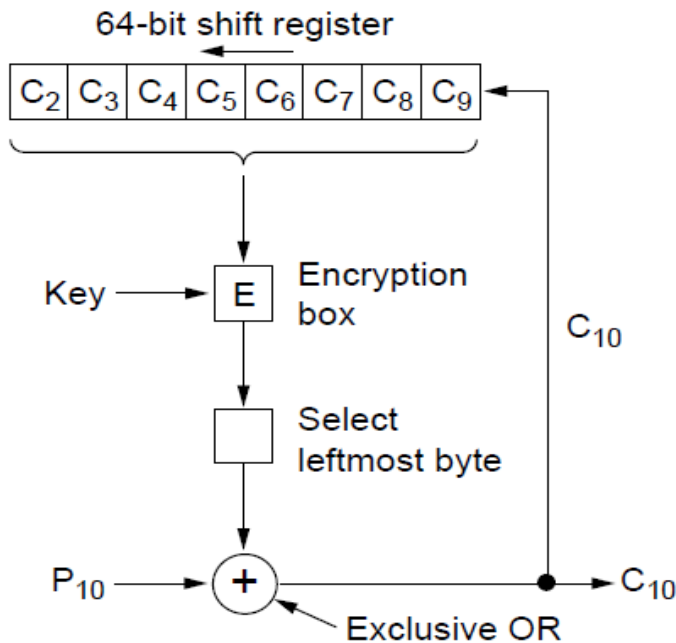 64-bit shift register
C₂ C₃ C₄ C₅ C₆ C₇ C₈ C₉
Key
E
Encryption
box
C₁₀
Select
leftmost byte
P₁₀
+
C₁₀
Exclusive OR